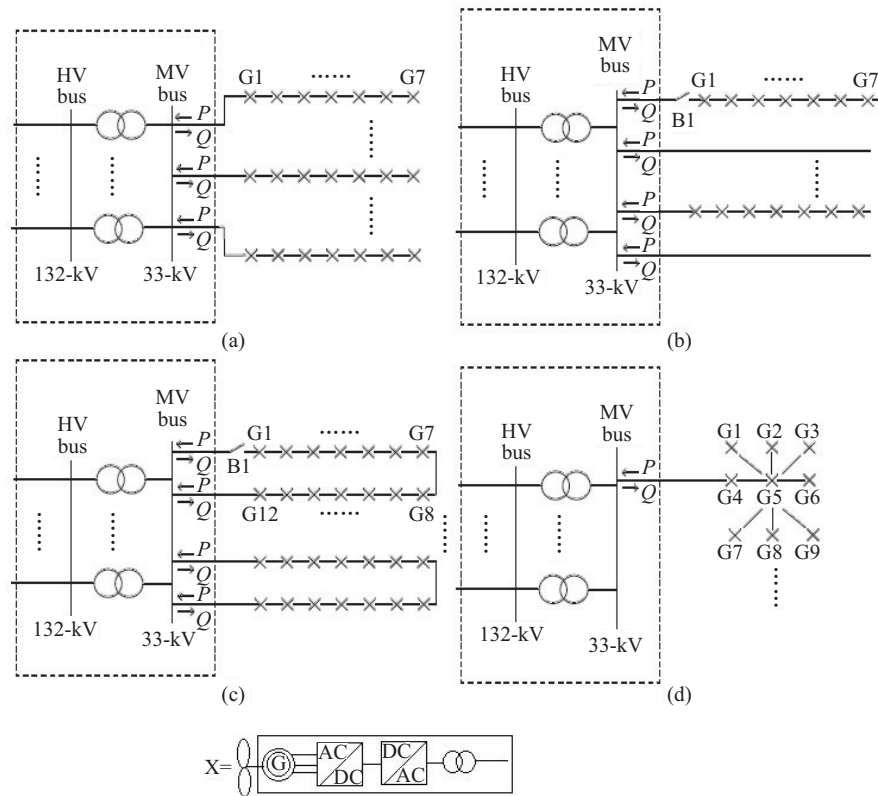 HV bus
MV bus
G1 ...... G7
P
Q
P
Q
P
Q
132-kV
33-kV
(a)
HV bus
MV bus
G1 ...... G7
P
Q
B1
P
Q
P
Q
P
Q
132-kV
33-kV
(b)
HV bus
MV bus
G1 ...... G7
P
Q
B1
P
Q
G12 ...... G8
P
Q
P
Q
132-kV
33-kV
(c)
HV bus
MV bus
G1 G2 G3
P
Q
G4 G5 G6
G7 G8 G9
132-kV
33-kV
(d)
X=
G
AC
DC
DC
AC